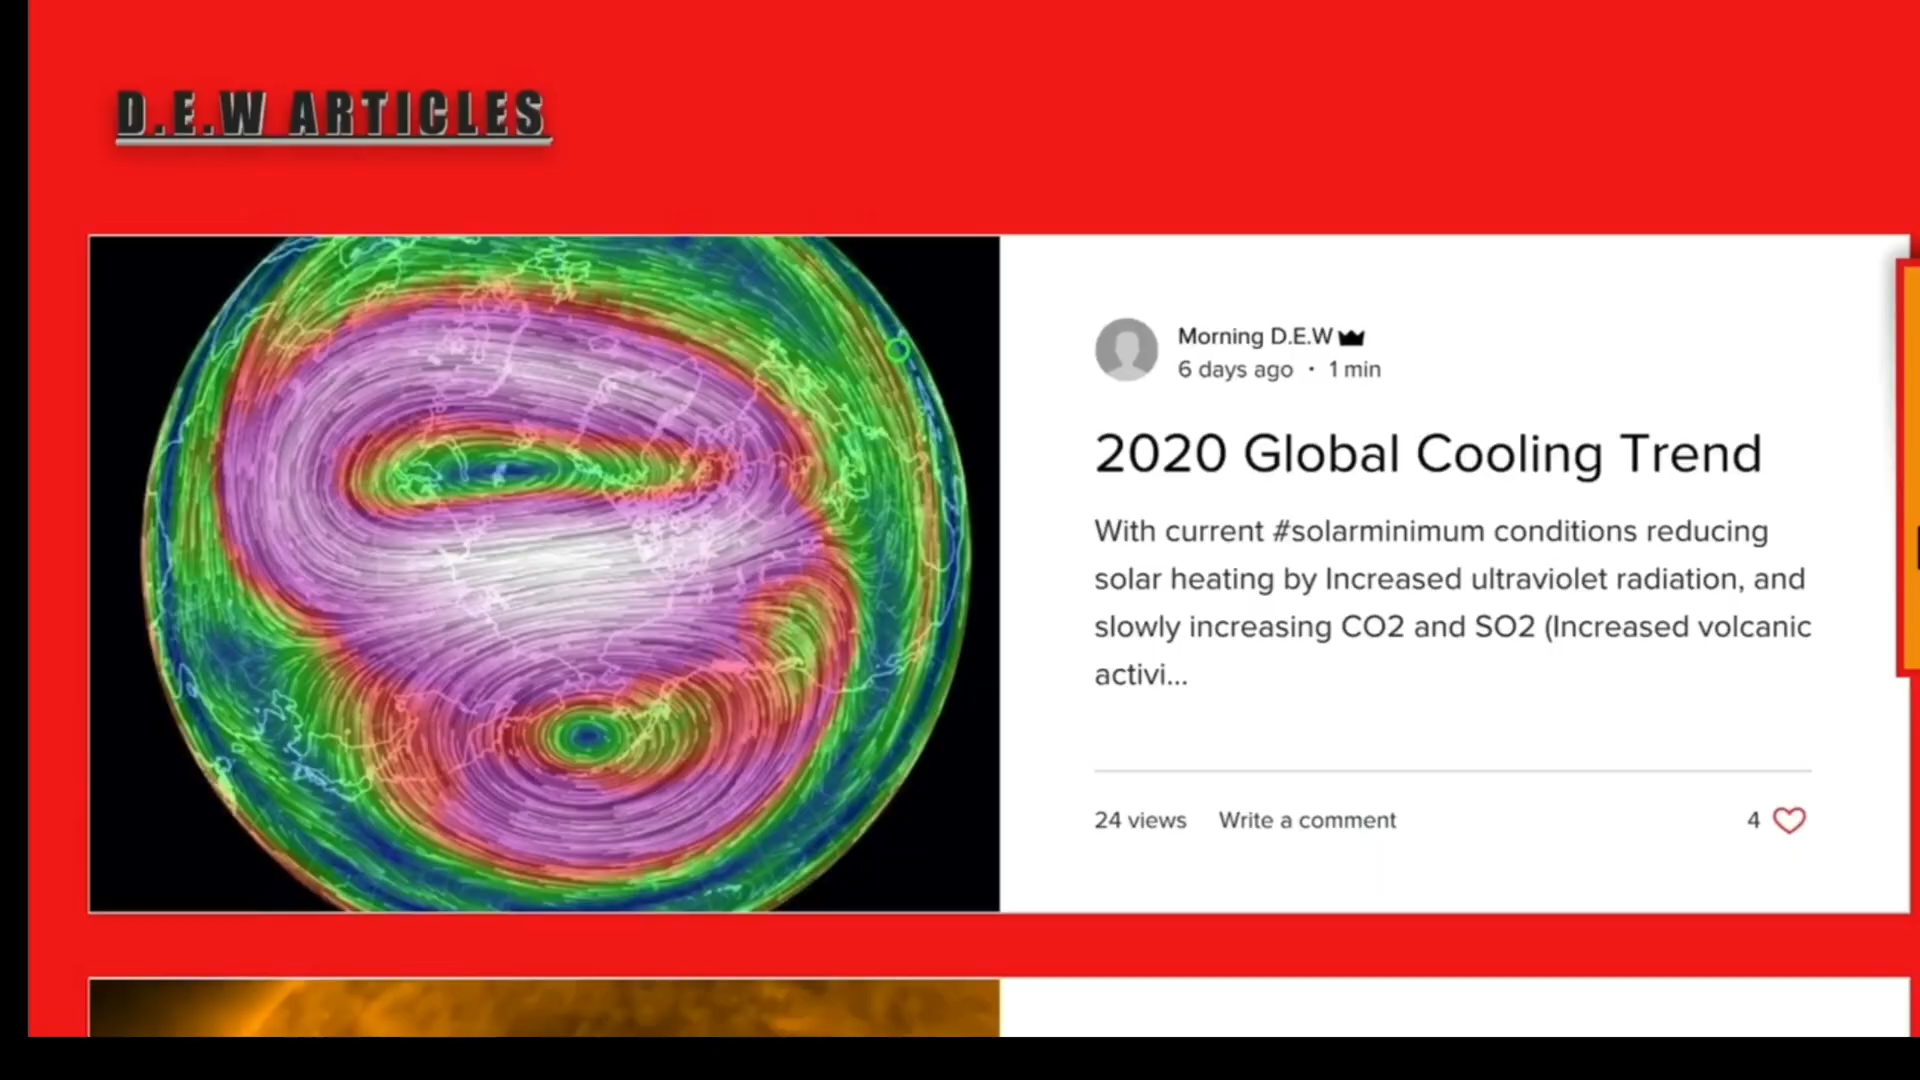 D.E.W ARTICLES
Morning D.E.W
6 days ago · 1 min
2020 Global Cooling Trend
With current #solarminimum conditions reducing
solar heating by Increased ultraviolet radiation, and
slowly increasing CO2 and SO2 (Increased volcanic
activi...
24 views Write a comment 4